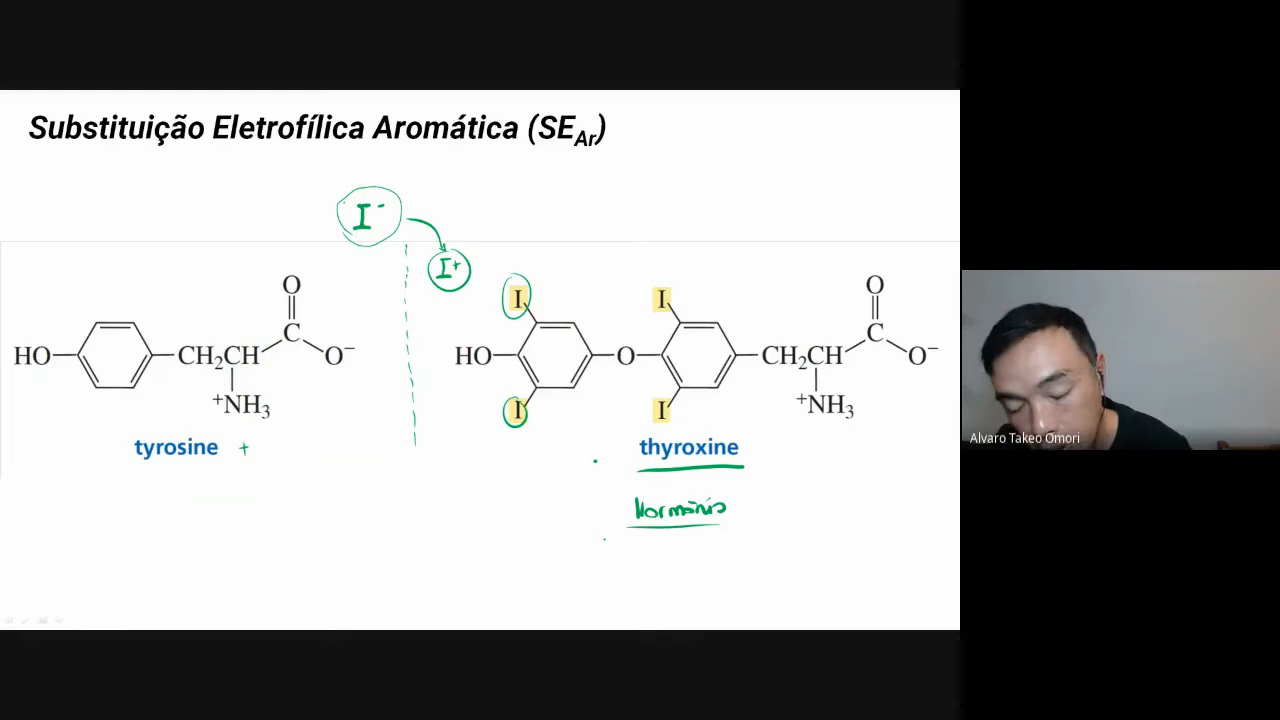 Substituição Eletrofílica Aromática (SEAr)
I-
I+
O
C
HO
CH2CH
O−
+NH3
tyrosine +
I
I
O
C
HO
O
CH2CH
O−
I
I
+NH3
thyroxine
Hormônio
Alvaro Takeo Omori